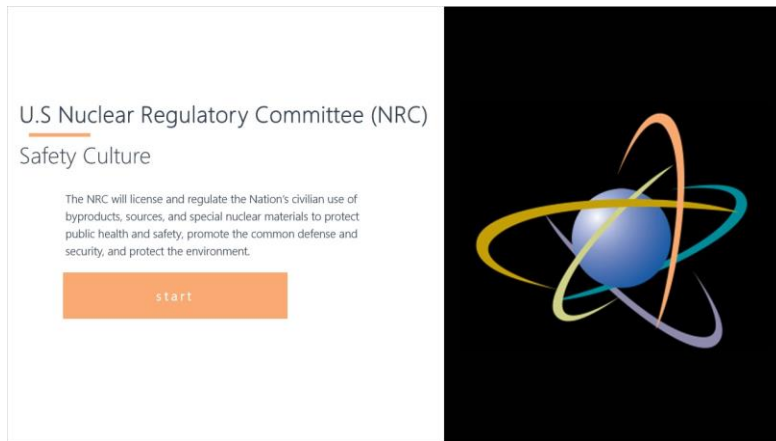 U.S Nuclear Regulatory Committee (NRC)
Safety Culture
The NRC will license and regulate the Nation's civilian use of
byproducts, sources, and special nuclear materials to protect
public health and safety, promote the common defense and
security, and protect the environment.
start